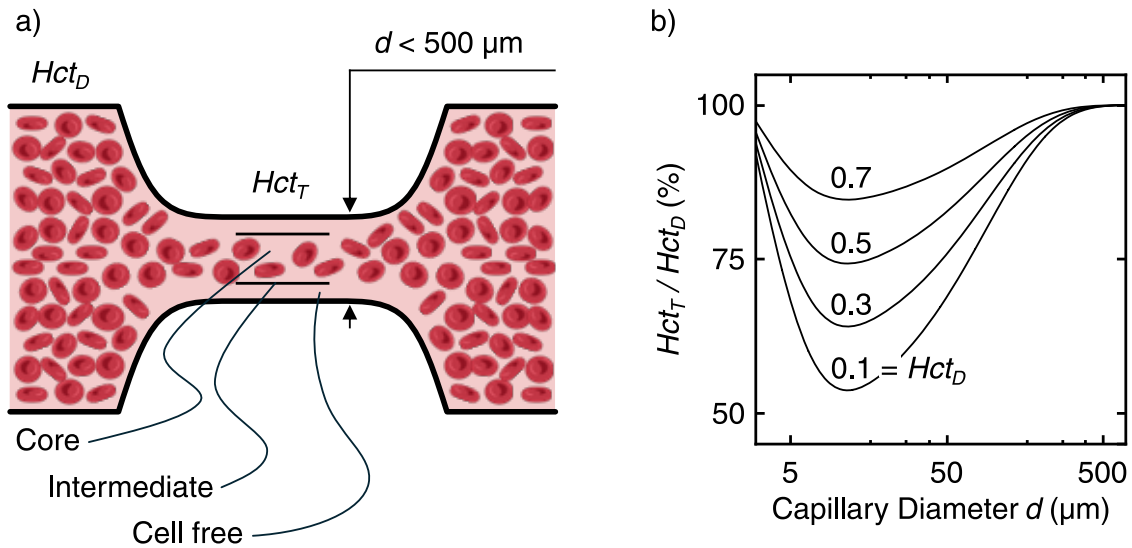 a)
Hct_D
d < 500 µm
Hct_T
Core
Intermediate
Cell free
b)
Hct_T / Hct_D (%)
100
75
50
0.7
0.5
0.3
0.1 = Hct_D
5
50
500
Capillary Diameter d (µm)